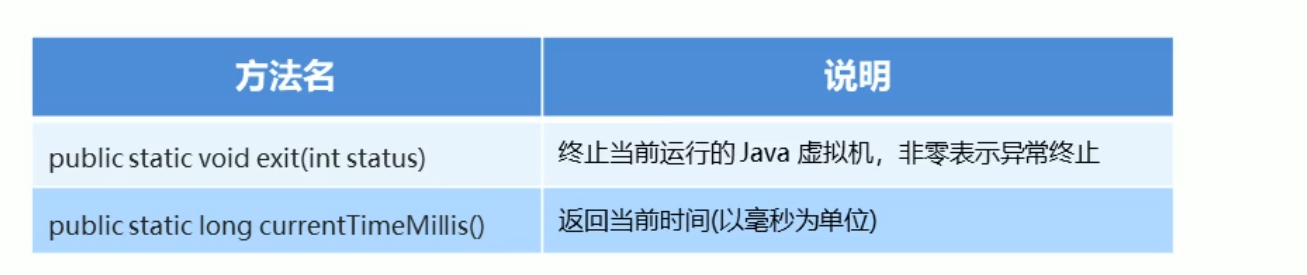 方法名 说明
public static void exit(int status) 终止当前运行的 Java 虚拟机，非零表示异常终止
public static long currentTimeMillis() 返回当前时间(以毫秒为单位)